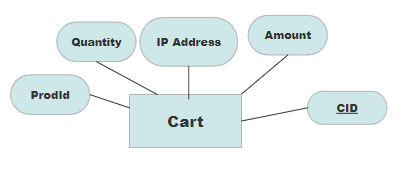 Quantity
IP Address
Amount
ProdId
CID
Cart